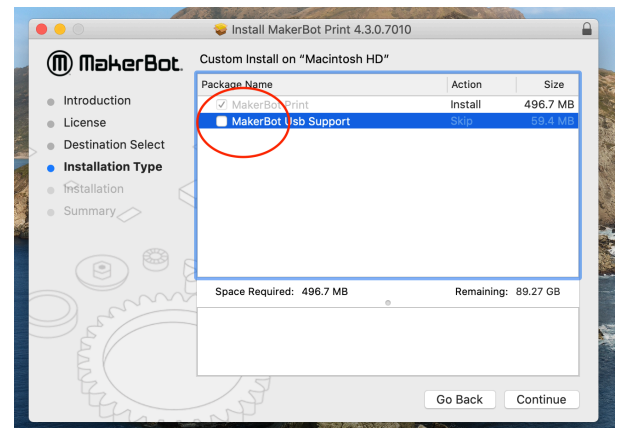 Install MakerBot Print 4.3.0.7010
MakerBot.
Custom Install on “Macintosh HD”
Package Name Action Size
MakerBot Print Install 496.7 MB
MakerBot Usb Support Skip 59.4 MB
Introduction
License
Destination Select
Installation Type
Installation
Summary
Space Required: 496.7 MB Remaining: 89.27 GB
Go Back Continue